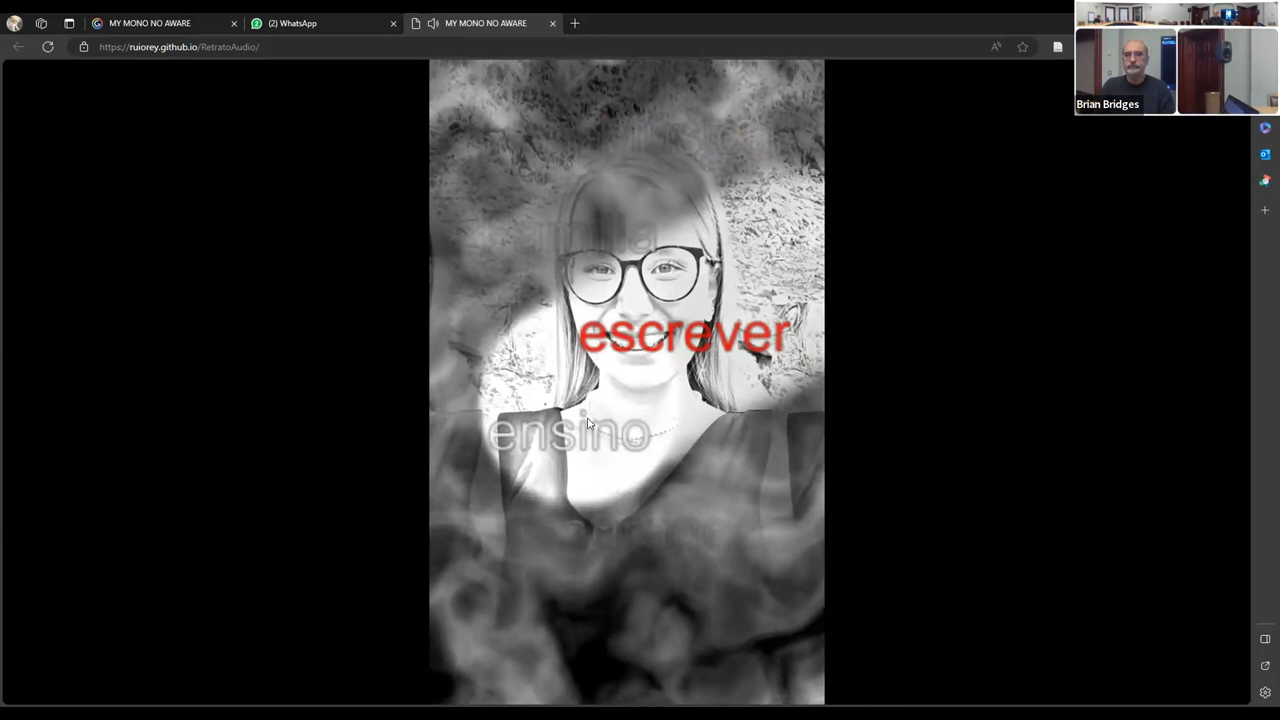 MY MONO NO AWARE
(2) WhatsApp
MY MONO NO AWARE
https://ruiorey.github.io/RetratoAudio/
Brian Bridges
escrever
ensino